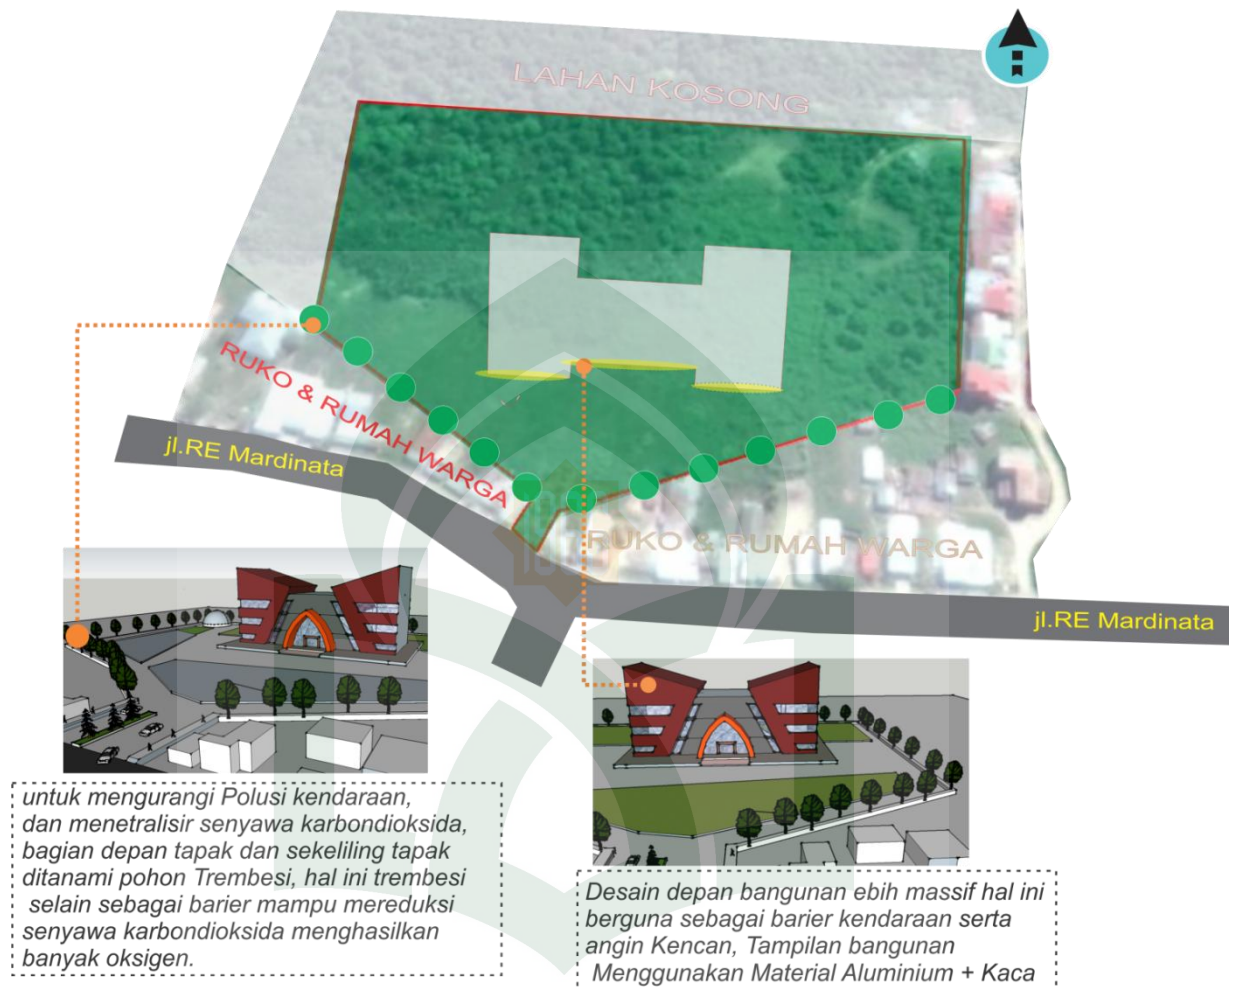 LAHAN KOSONG
RUKO & RUMAH WARGA
jl.RE Mardinata
RUKO & RUMAH WARGA
jl.RE Mardinata
untuk mengurangi Polusi kendaraan,
dan menetralisir senyawa karbondioksida,
bagian depan tapak dan sekeliling tapak
ditanami pohon Trembesi, hal ini trembesi
selain sebagai barier mampu mereduksi
senyawa karbondioksida menghasilkan
banyak oksigen.
Desain depan bangunan ebih massif hal ini
berguna sebagai barier kendaraan serta
angin Kencan, Tampilan bangunan
Menggunakan Material Aluminium + Kaca